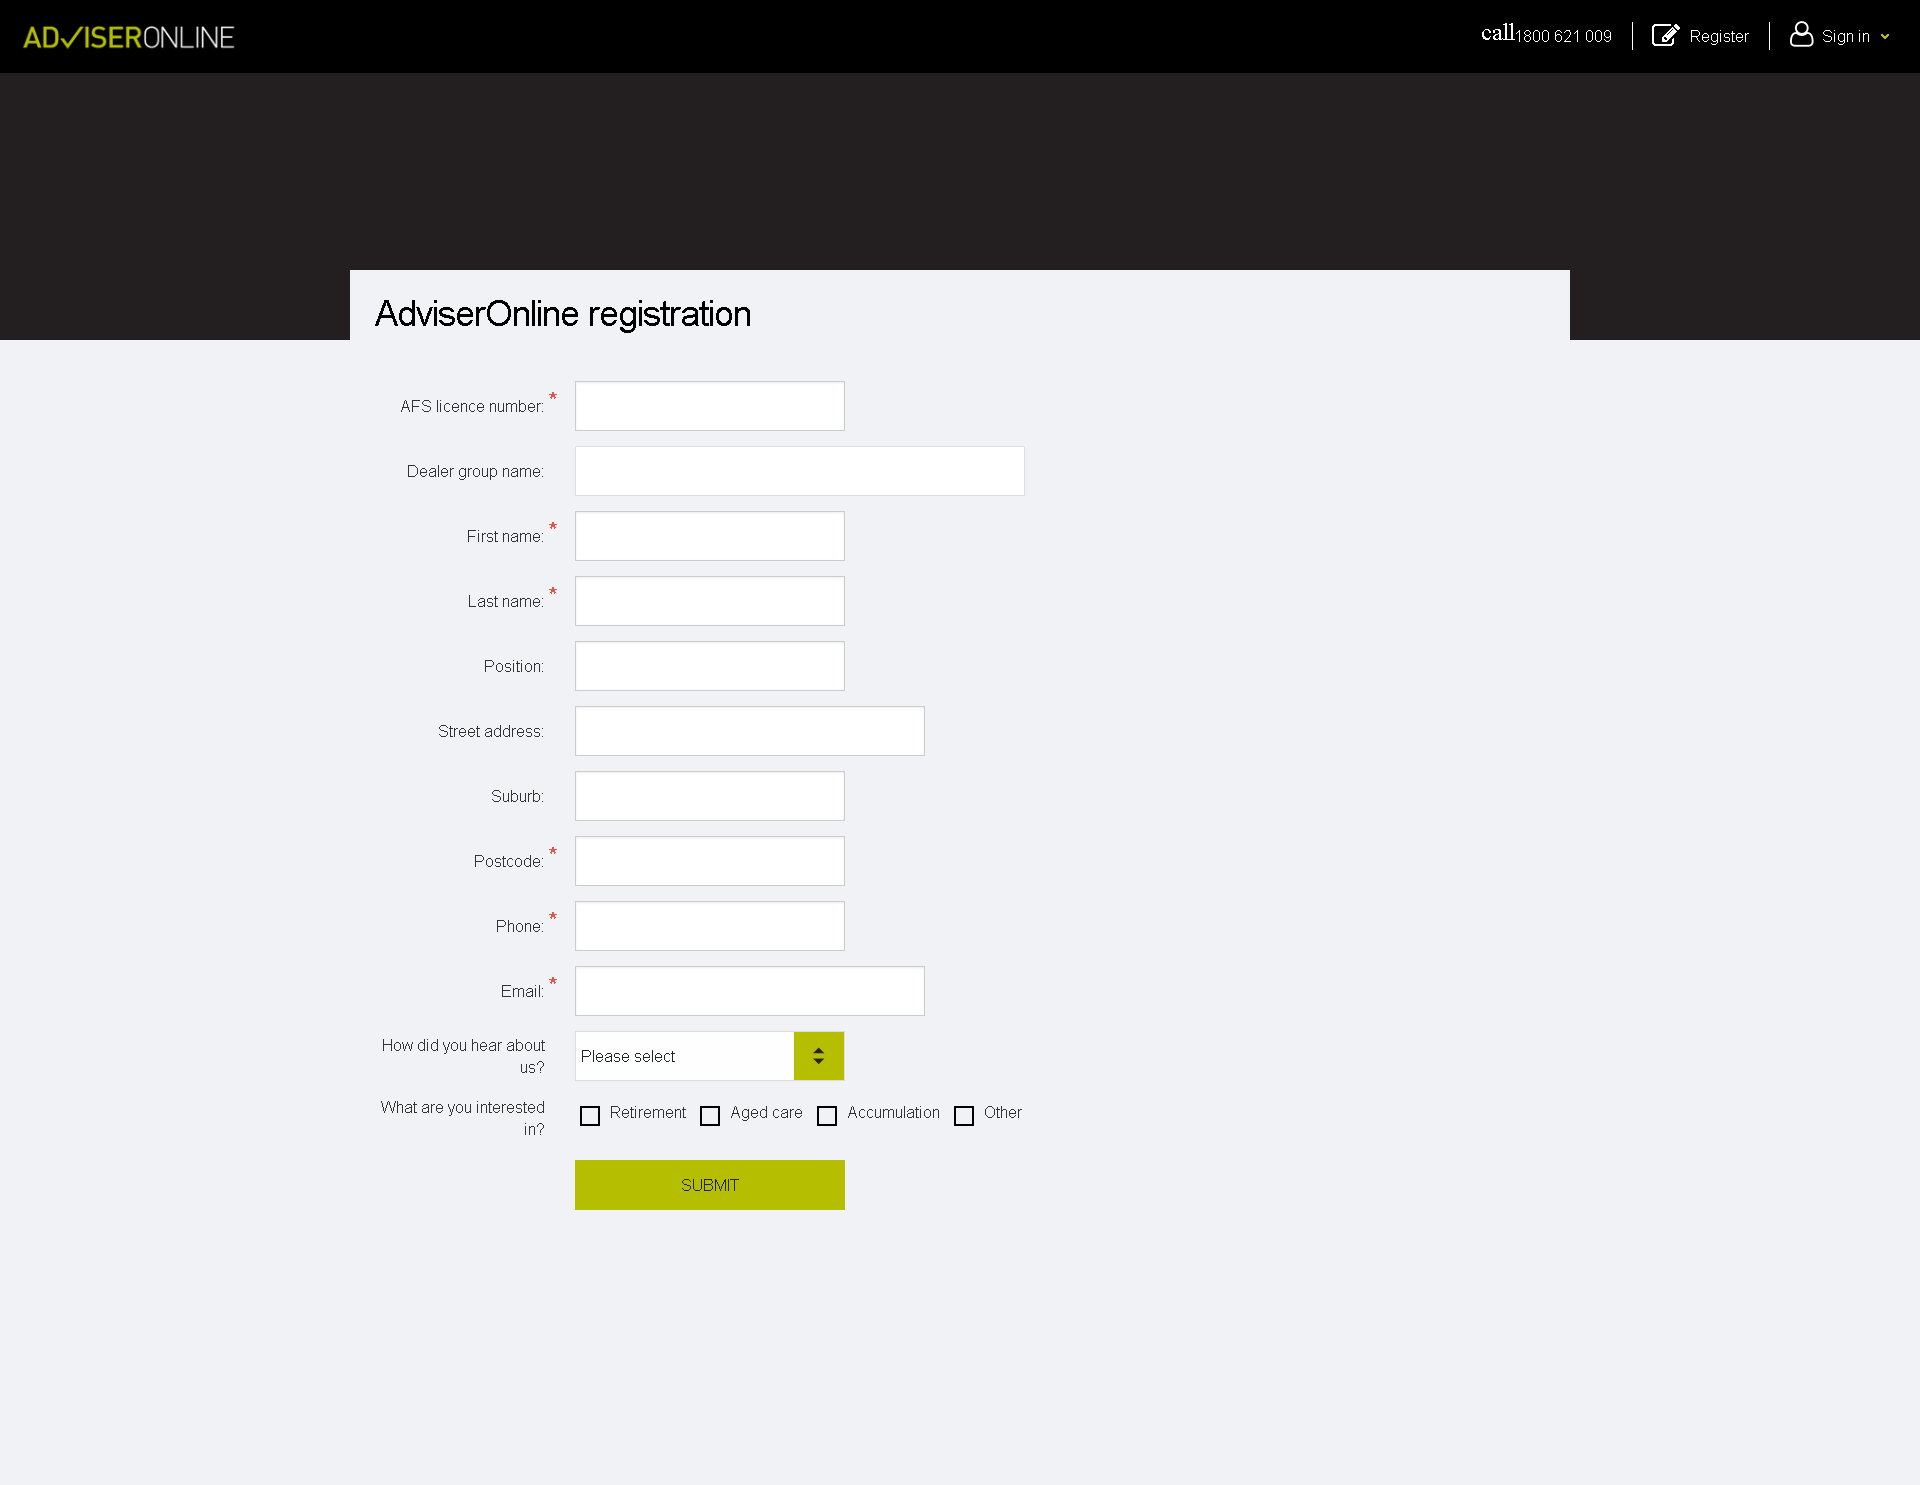 ADVISERONLINE
call 1800 621 009
Register
Sign in
AdviserOnline registration
AFS licence number: *
Dealer group name:
First name: *
Last name: *
Position:
Street address:
Suburb:
Postcode: *
Phone: *
Email: *
How did you hear about
us?
Please select
What are you interested
in?
Retirement Aged care Accumulation Other
SUBMIT